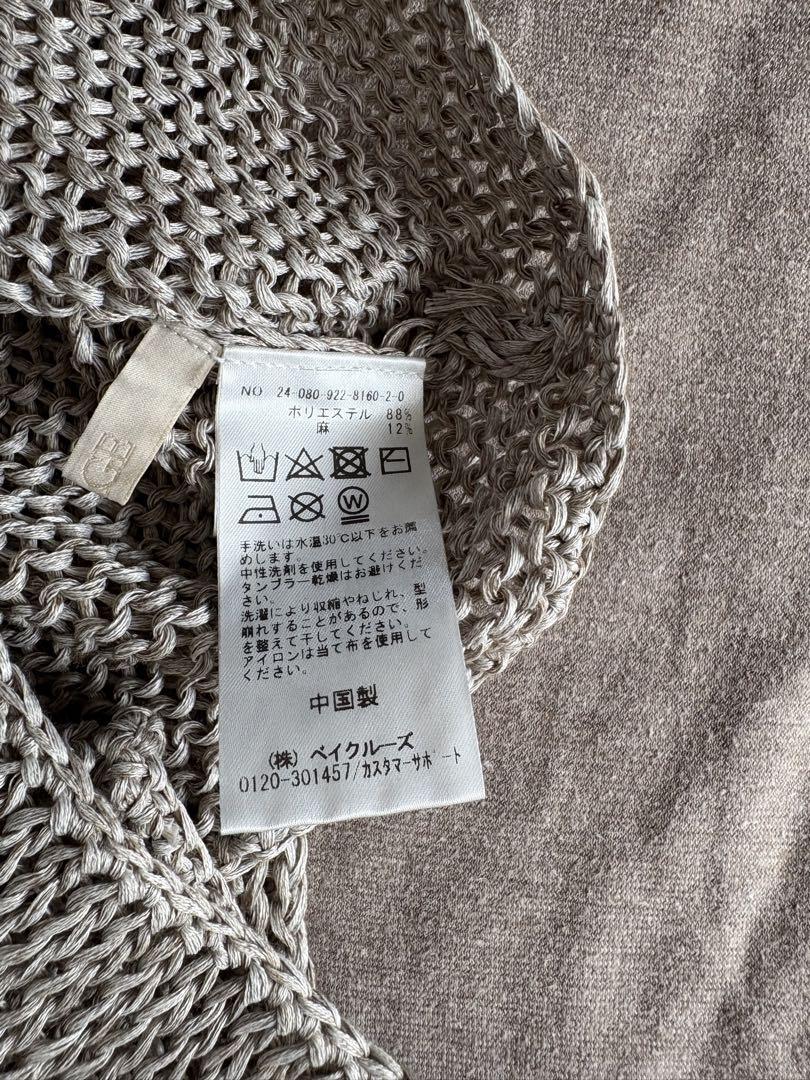 NO 24-080-922-8160-2-0
ポリエステル 88%
麻 12%
W
手洗いは水温30℃以下をお薦
めします。
中性洗剤を使用してください。
タンブラー乾燥はお避けくだ
さい。
洗濯により収縮やねじれ、型
崩れすることがあるので、形
を整えて干してください。
アイロンは当て布を使用して
ください。
中国製
(株) ベイクルーズ
0120-301457/カスタマーサポート